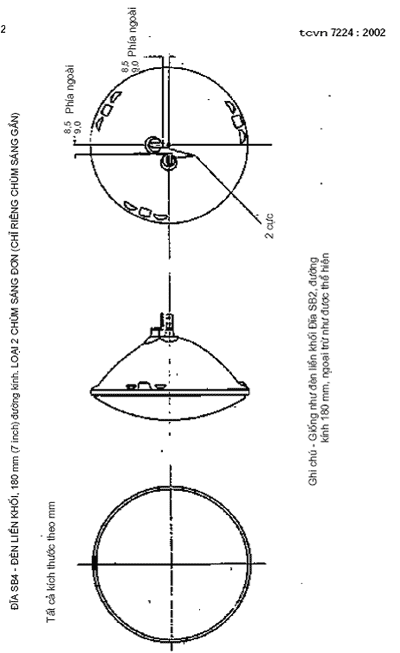 2
tcvn 7224 : 2002
ĐĨA SB4 - ĐÈN LIỀN KHỐI, 180 mm (7 inch) đường kính. LOẠI 2 CHÙM SÁNG ĐƠN (CHỈ RIÊNG CHÙM SÁNG GẦN)
Tất cả kích thước theo mm
8,5
9,0
Phía ngoài
8,5
9,0
Phía ngoài
2 cực
Ghi chú - Giống như đèn liền khối Đĩa SB2, đường
kính 180 mm, ngoại trừ như được thể hiện